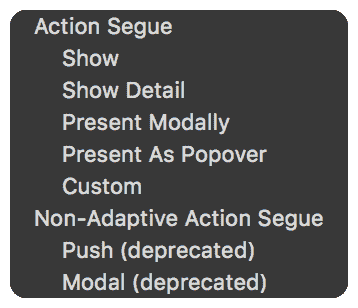 Action Segue
Show
Show Detail
Present Modally
Present As Popover
Custom
Non-Adaptive Action Segue
Push (deprecated)
Modal (deprecated)